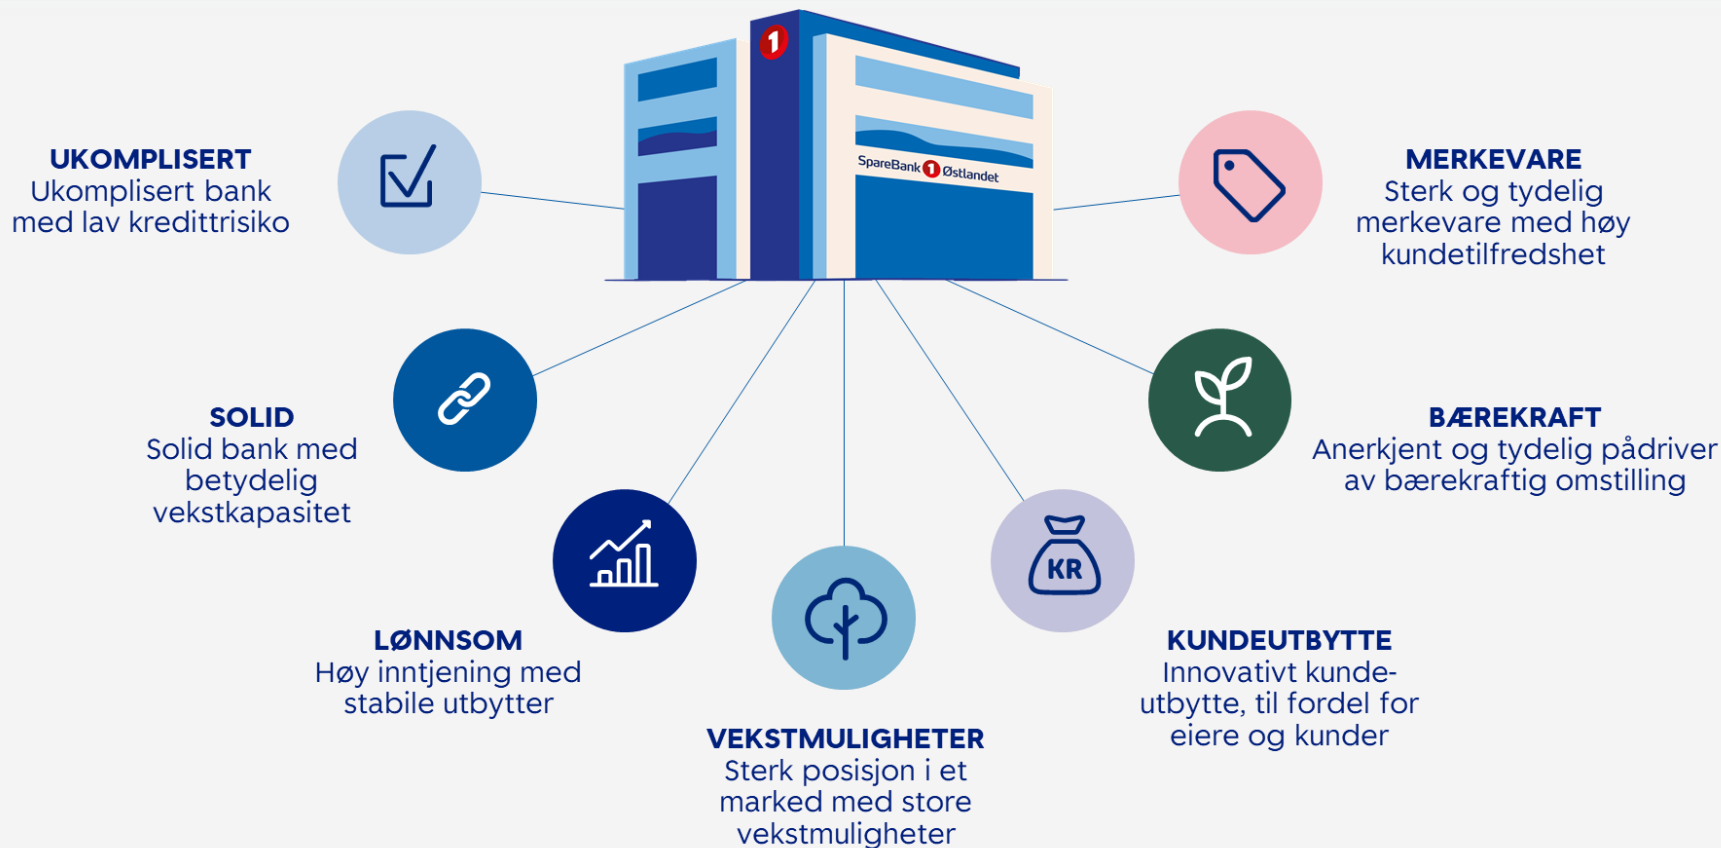 1
SpareBank 1 Østlandet
UKOMPLISERT
Ukomplisert bank
med lav kredittrisiko
SOLID
Solid bank med
betydelig
vekstkapasitet
LØNNSOM
Høy inntjening med
stabile utbytter
VEKSTMULIGHETER
Sterk posisjon i et
marked med store
vekstmuligheter
KR
KUNDEUTBYTTE
Innovativt kunde-
utbytte, til fordel for
eiere og kunder
BÆREKRAFT
Anerkjent og tydelig pådriver
av bærekraftig omstilling
MERKEVARE
Sterk og tydelig
merkevare med høy
kundetilfredshet